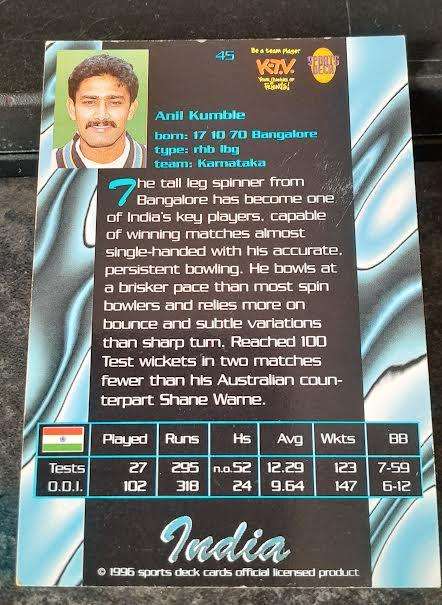 45
Be a team player
K-T.V.
SPORTS
DECK
Anil Kumble
born: 17 10 70 Bangalore
type: rhb lbg
team: Karnataka
The tall leg spinner from
Bangalore has become one
of India's key players, capable
of winning matches almost
single-handed with his accurate,
persistent bowling. He bowls at
a brisker pace than most spin
bowlers and relies more on
bounce and subtle variations
than sharp turn. Reached 100
Test wickets in two matches
fewer than his Australian coun-
terpart Shane Warne.
Played Runs Hs Avg Wkts BB
Tests 27 295 n.o.52 12.29 123 7-59
O.D.I. 102 318 24 9.64 147 6-12
India
© 1996 sports deck cards official licensed product